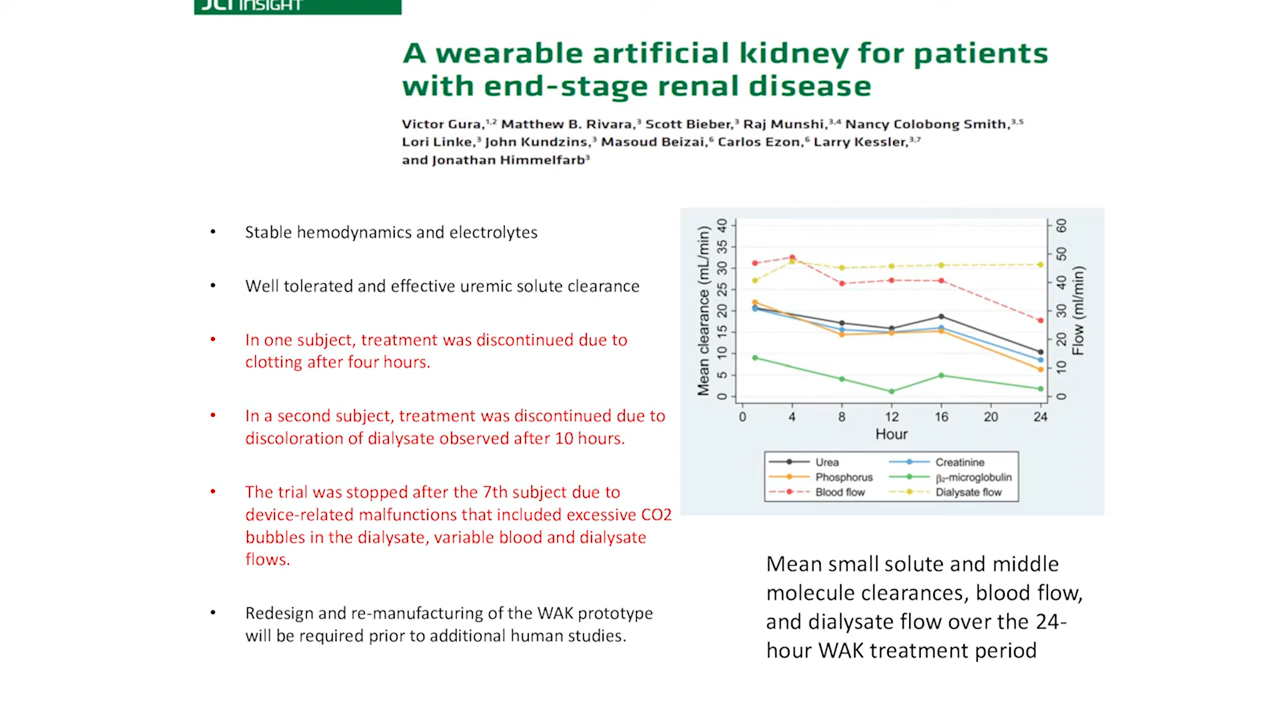 JCI INSIGHT
A wearable artificial kidney for patients
with end-stage renal disease
Victor Gura,1,2 Matthew B. Rivara,3 Scott Bieber,3 Raj Munshi,3,4 Nancy Colobong Smith,3,5
Lori Linke,3 John Kundzins,3 Masoud Beizai,6 Carlos Ezon,6 Larry Kessler,3,7
and Jonathan Himmelfarb3
• Stable hemodynamics and electrolytes
• Well tolerated and effective uremic solute clearance
• In one subject, treatment was discontinued due to
clotting after four hours.
• In a second subject, treatment was discontinued due to
discoloration of dialysate observed after 10 hours.
• The trial was stopped after the 7th subject due to
device-related malfunctions that included excessive CO2
bubbles in the dialysate, variable blood and dialysate
flows.
• Redesign and re-manufacturing of the WAK prototype
will be required prior to additional human studies.
Mean clearance (mL/min)
40
35
30
25
20
15
10
5
0
60
50
40
30
20
10
0
Flow (ml/min)
0 4 8 12 16 20 24
Hour
Urea Creatinine
Phosphorus β2-microglobulin
Blood flow Dialysate flow
Mean small solute and middle
molecule clearances, blood flow,
and dialysate flow over the 24-
hour WAK treatment period